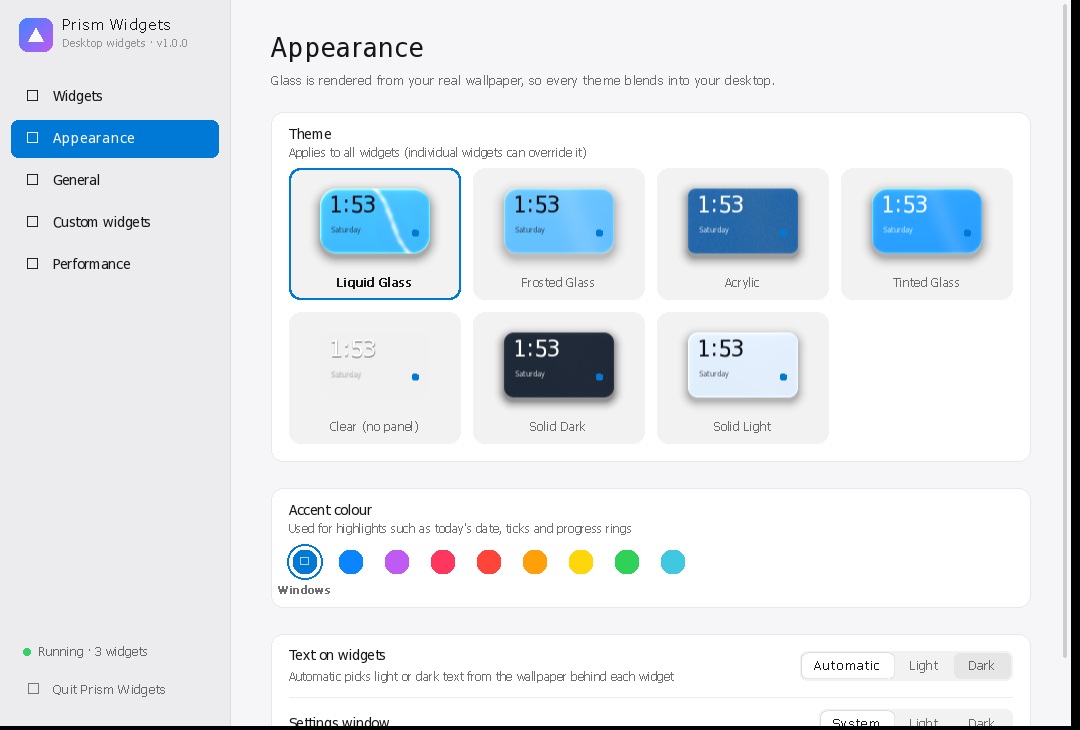 Prism Widgets
Desktop widgets · v1.0.0
Widgets
Appearance
General
Custom widgets
Performance
Running · 3 widgets
Quit Prism Widgets
Appearance
Glass is rendered from your real wallpaper, so every theme blends into your desktop.
Theme
Applies to all widgets (individual widgets can override it)
1:53 1:53 1:53 1:53
Saturday Saturday Saturday Saturday
Liquid Glass Frosted Glass Acrylic Tinted Glass
1:53 1:53 1:53
Saturday Saturday Saturday
Clear (no panel) Solid Dark Solid Light
Accent colour
Used for highlights such as today's date, ticks and progress rings
Windows
Text on widgets
Automatic picks light or dark text from the wallpaper behind each widget
Automatic Light Dark
Settings window
System Light Dark